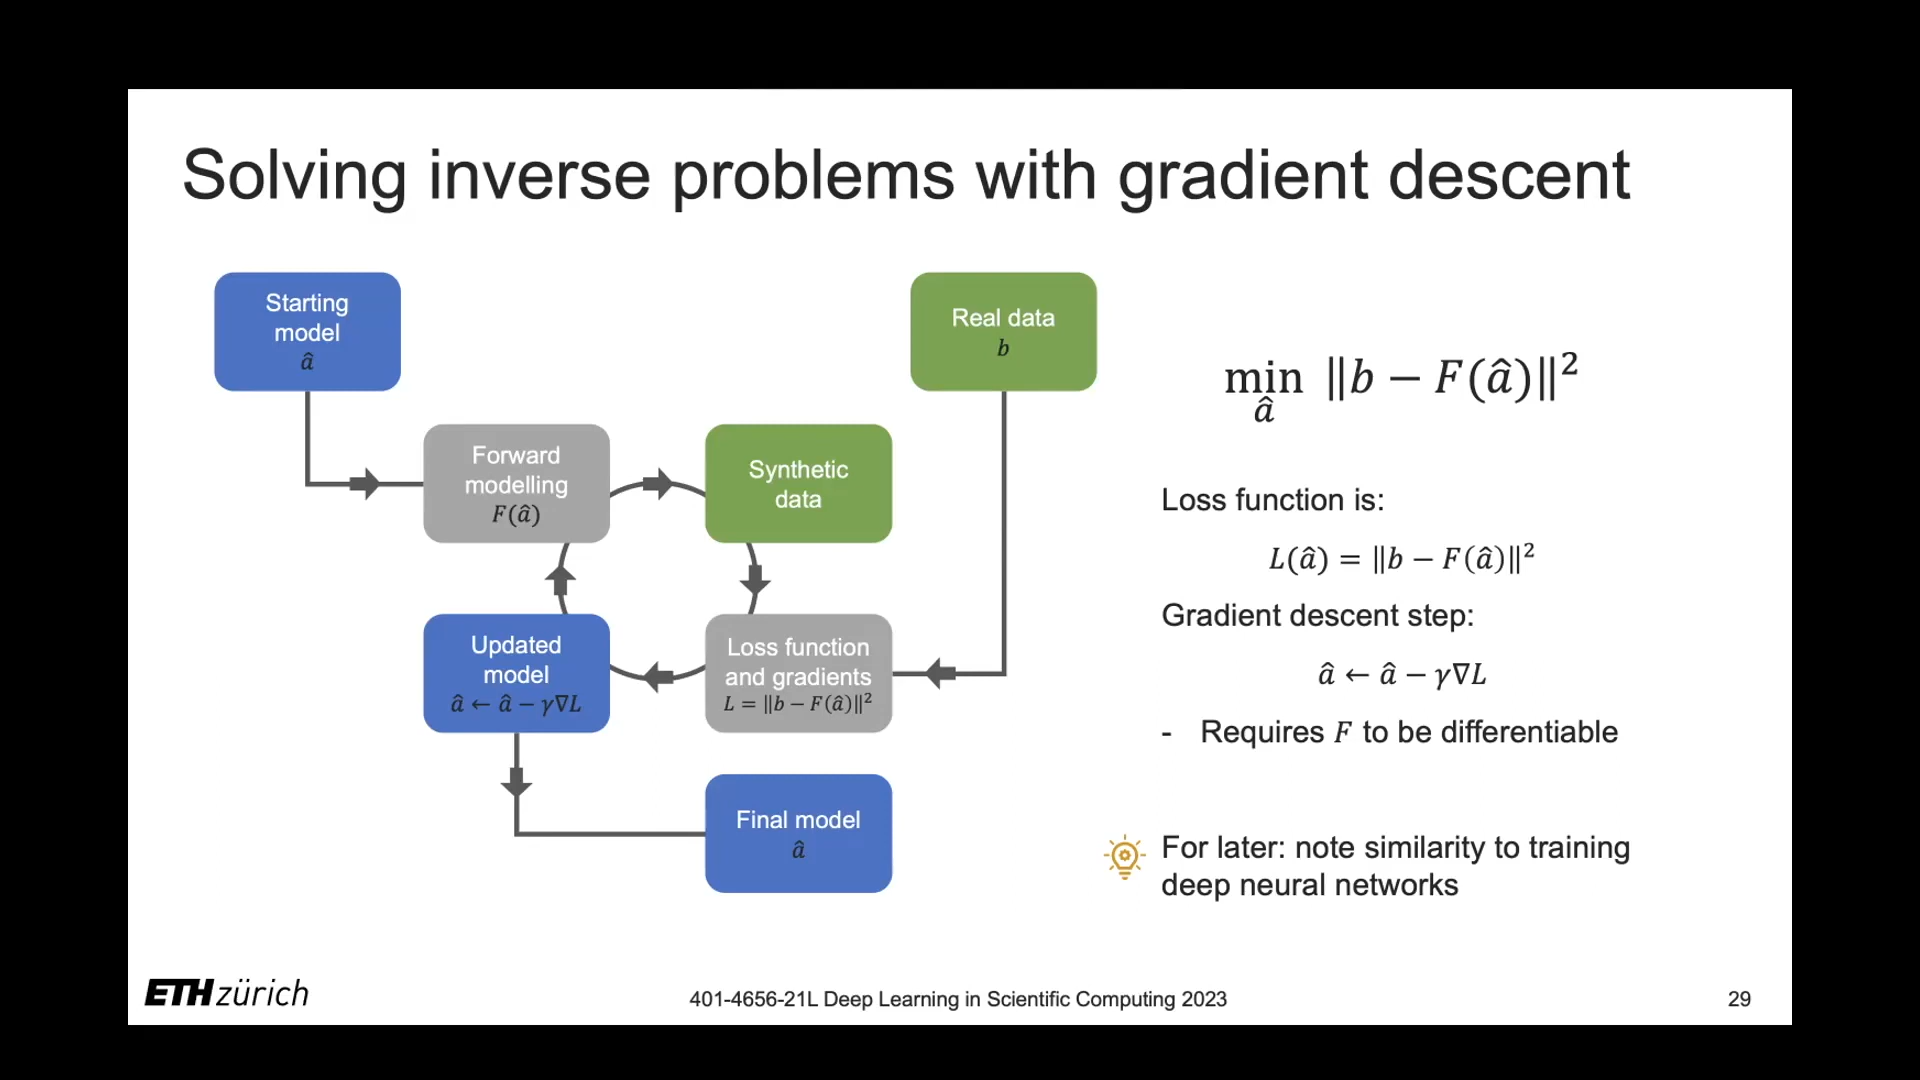 Solving inverse problems with gradient descent
Starting
model
â
Real data
b
Forward
modelling
F(â)
Synthetic
data
Updated
model
â ← â − γ∇L
Loss function
and gradients
L = ‖b − F(â)‖²
Final model
â
min ‖b − F(â)‖²
â
Loss function is:
L(â) = ‖b − F(â)‖²
Gradient descent step:
â ← â − γ∇L
- Requires F to be differentiable
For later: note similarity to training
deep neural networks
ETH zürich
401-4656-21L Deep Learning in Scientific Computing 2023
29